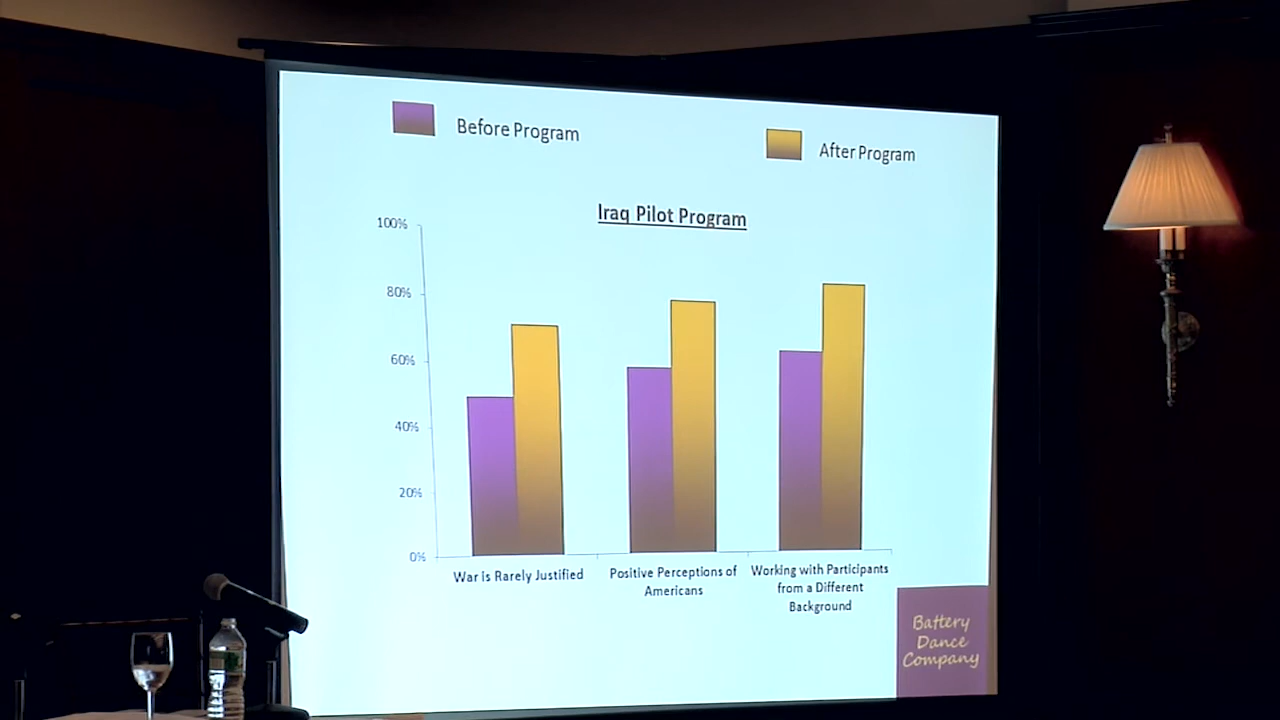 Before Program
After Program
Iraq Pilot Program
100%
80%
60%
40%
20%
0%
War is Rarely Justified
Positive Perceptions of
Americans
Working with Participants
from a Different
Background
Battery
Dance
Company